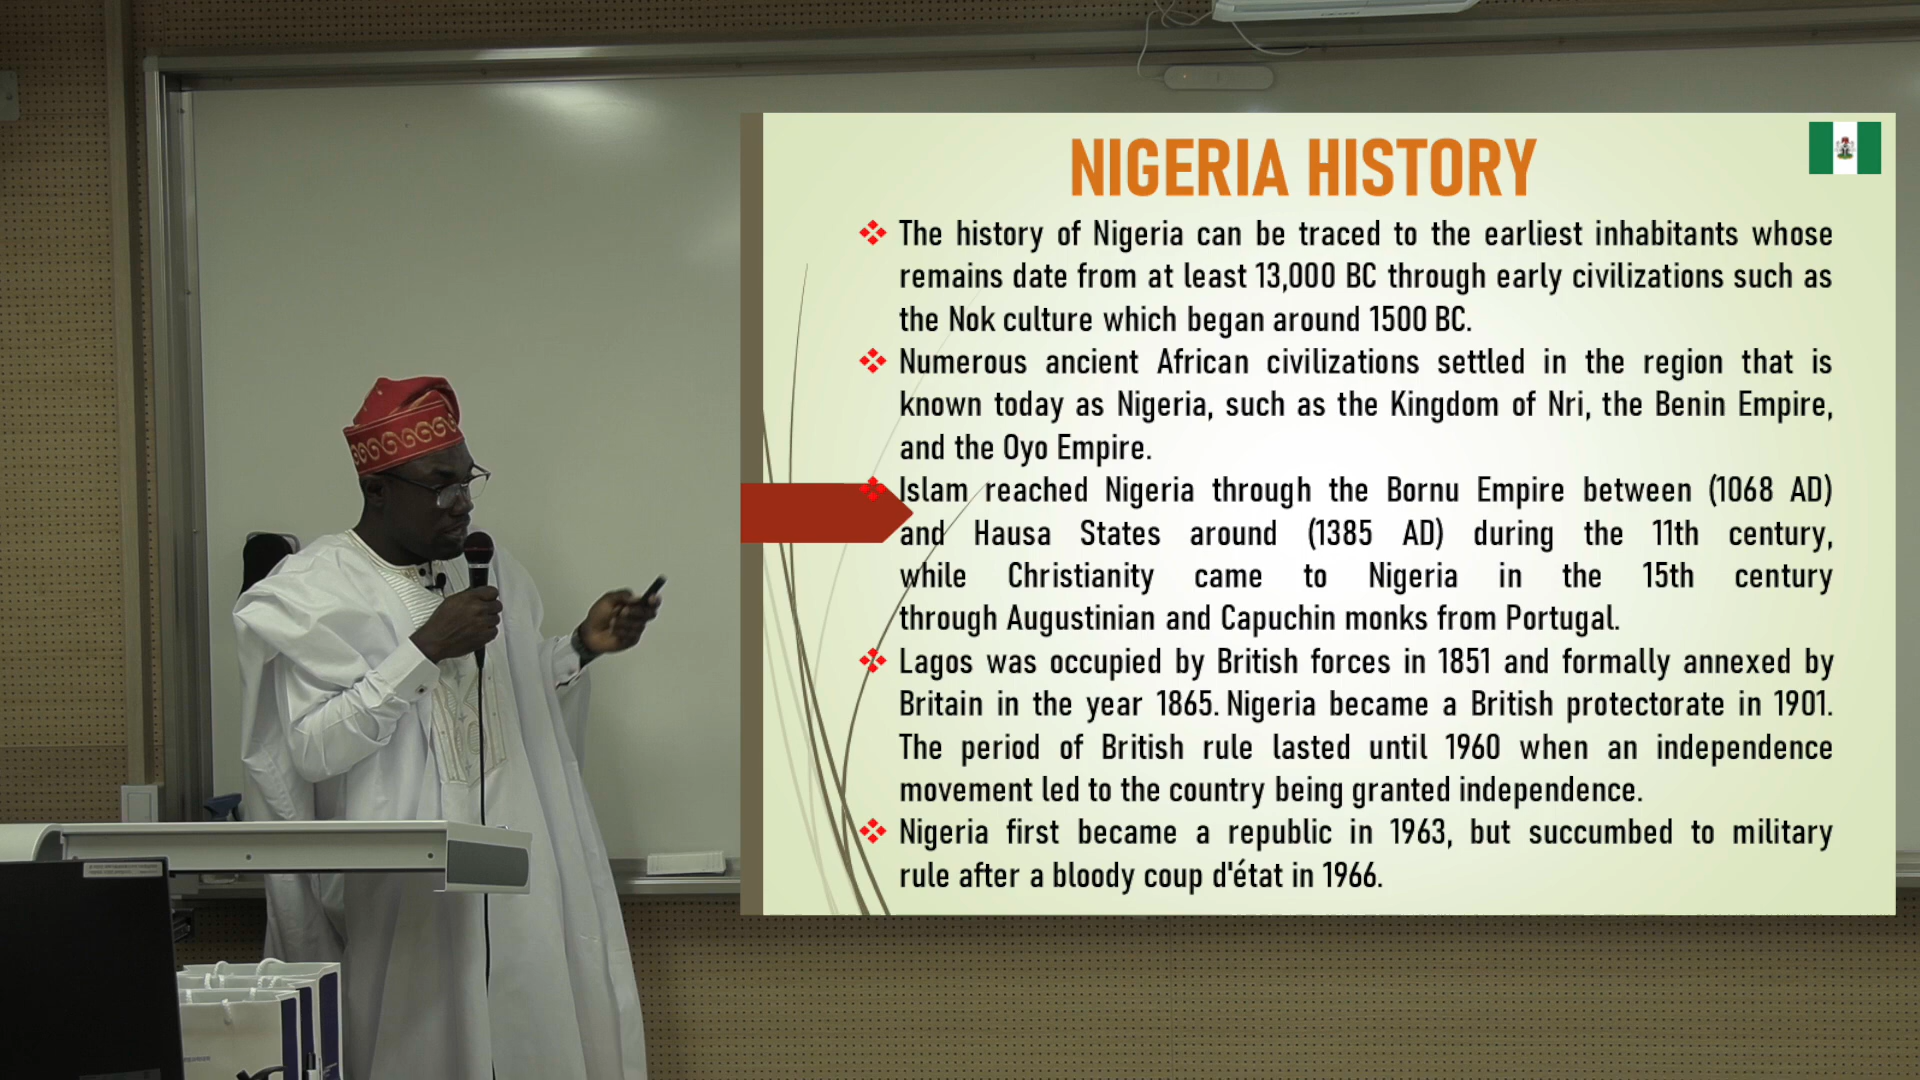 NIGERIA HISTORY
The history of Nigeria can be traced to the earliest inhabitants whose
remains date from at least 13,000 BC through early civilizations such as
the Nok culture which began around 1500 BC.
Numerous ancient African civilizations settled in the region that is
known today as Nigeria, such as the Kingdom of Nri, the Benin Empire,
and the Oyo Empire.
Islam reached Nigeria through the Bornu Empire between (1068 AD)
and Hausa States around (1385 AD) during the 11th century,
while Christianity came to Nigeria in the 15th century
through Augustinian and Capuchin monks from Portugal.
Lagos was occupied by British forces in 1851 and formally annexed by
Britain in the year 1865. Nigeria became a British protectorate in 1901.
The period of British rule lasted until 1960 when an independence
movement led to the country being granted independence.
Nigeria first became a republic in 1963, but succumbed to military
rule after a bloody coup d'état in 1966.